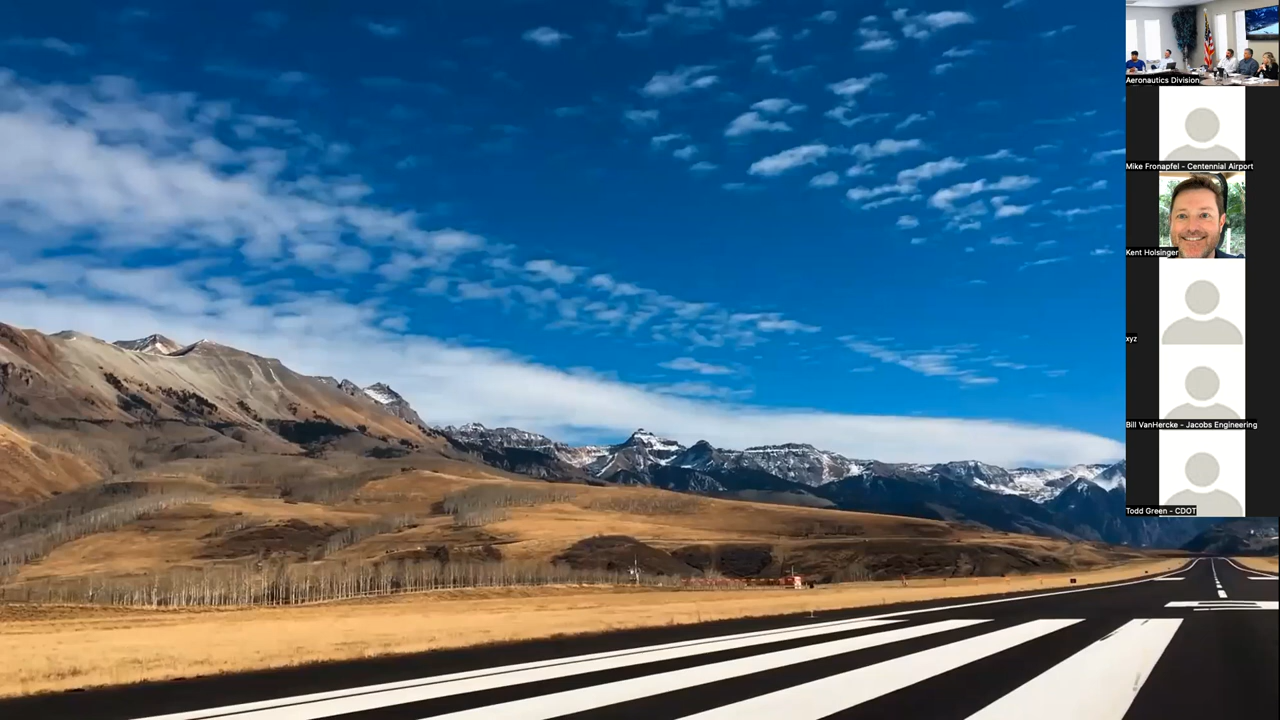 Aeronautics Division
Mike Fronapfel - Centennial Airport
Kent Holsinger
xyz
Bill VanHercke - Jacobs Engineering
Todd Green - CDOT